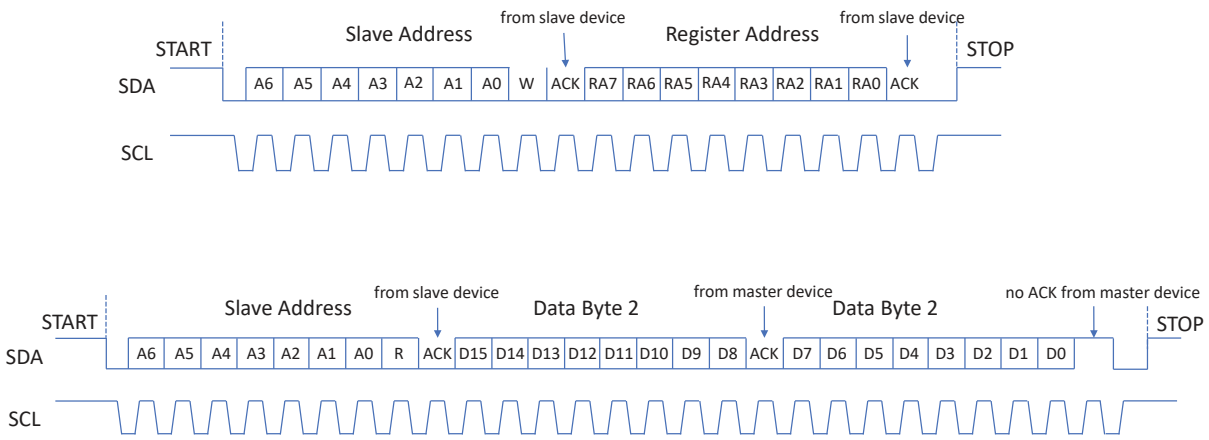 from slave device from slave device
Slave Address Register Address
START STOP
SDA A6 A5 A4 A3 A2 A1 A0 W ACK RA7 RA6 RA5 RA4 RA3 RA2 RA1 RA0 ACK
SCL
from slave device from master device no ACK from master device
Slave Address Data Byte 2 Data Byte 2
START STOP
SDA A6 A5 A4 A3 A2 A1 A0 R ACK D15 D14 D13 D12 D11 D10 D9 D8 ACK D7 D6 D5 D4 D3 D2 D1 D0
SCL